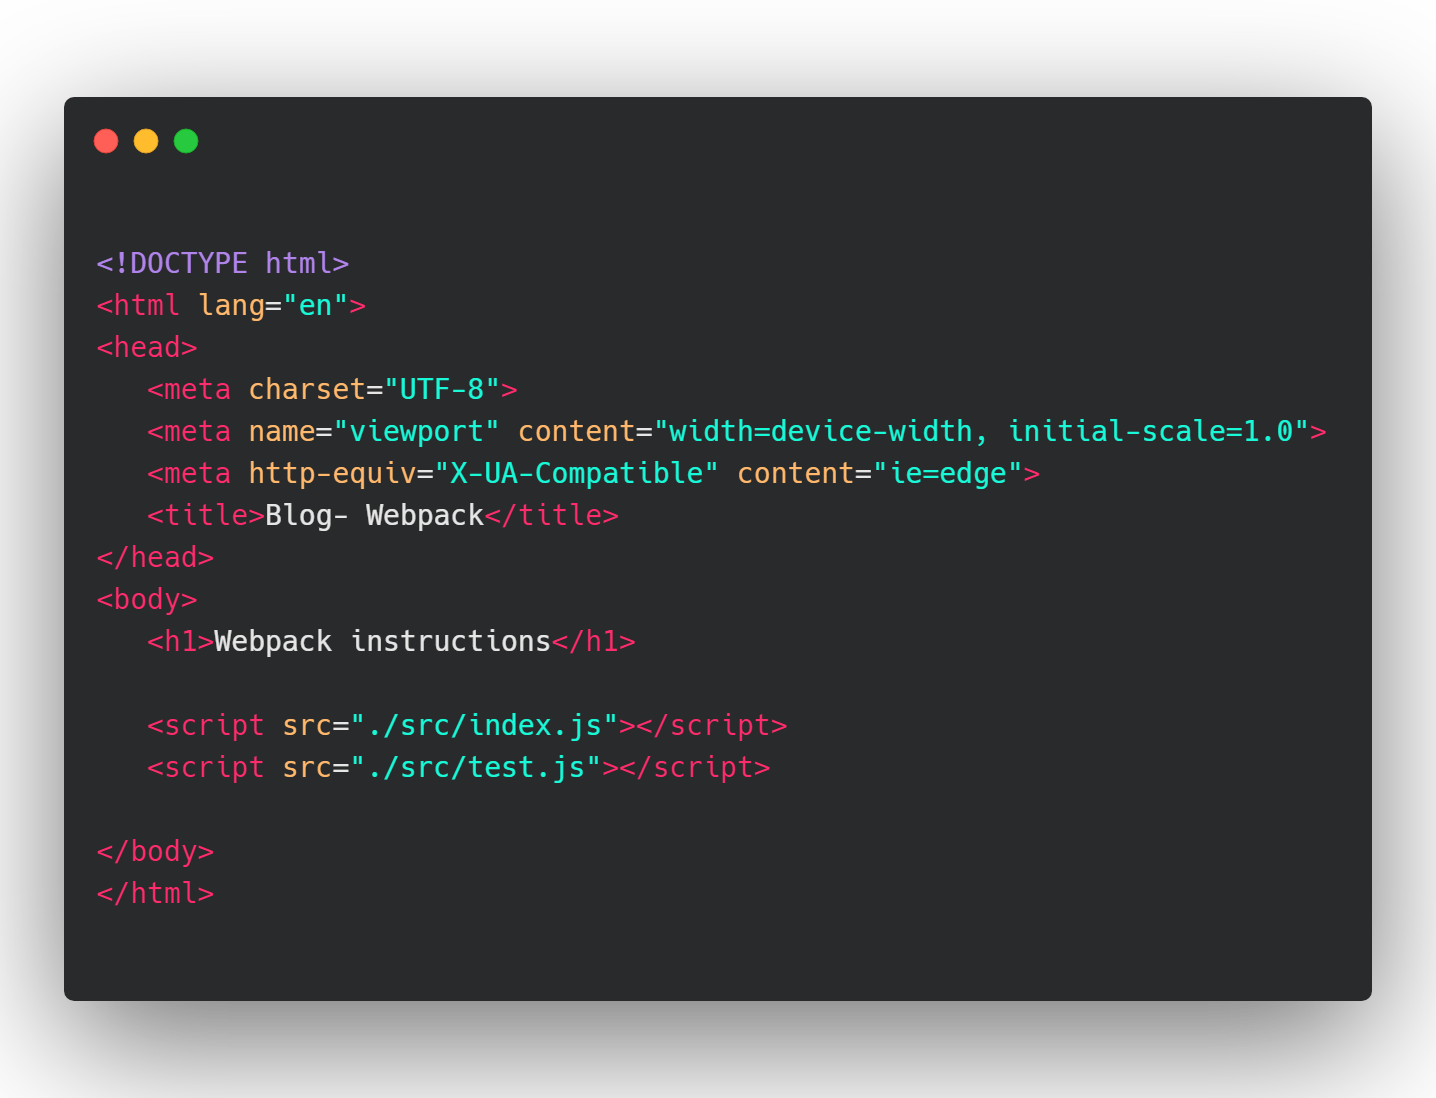 <!DOCTYPE html>
<html lang="en">
<head>
   <meta charset="UTF-8">
   <meta name="viewport" content="width=device-width, initial-scale=1.0">
   <meta http-equiv="X-UA-Compatible" content="ie=edge">
   <title>Blog- Webpack</title>
</head>
<body>
   <h1>Webpack instructions</h1>

   <script src="./src/index.js"></script>
   <script src="./src/test.js"></script>

</body>
</html>